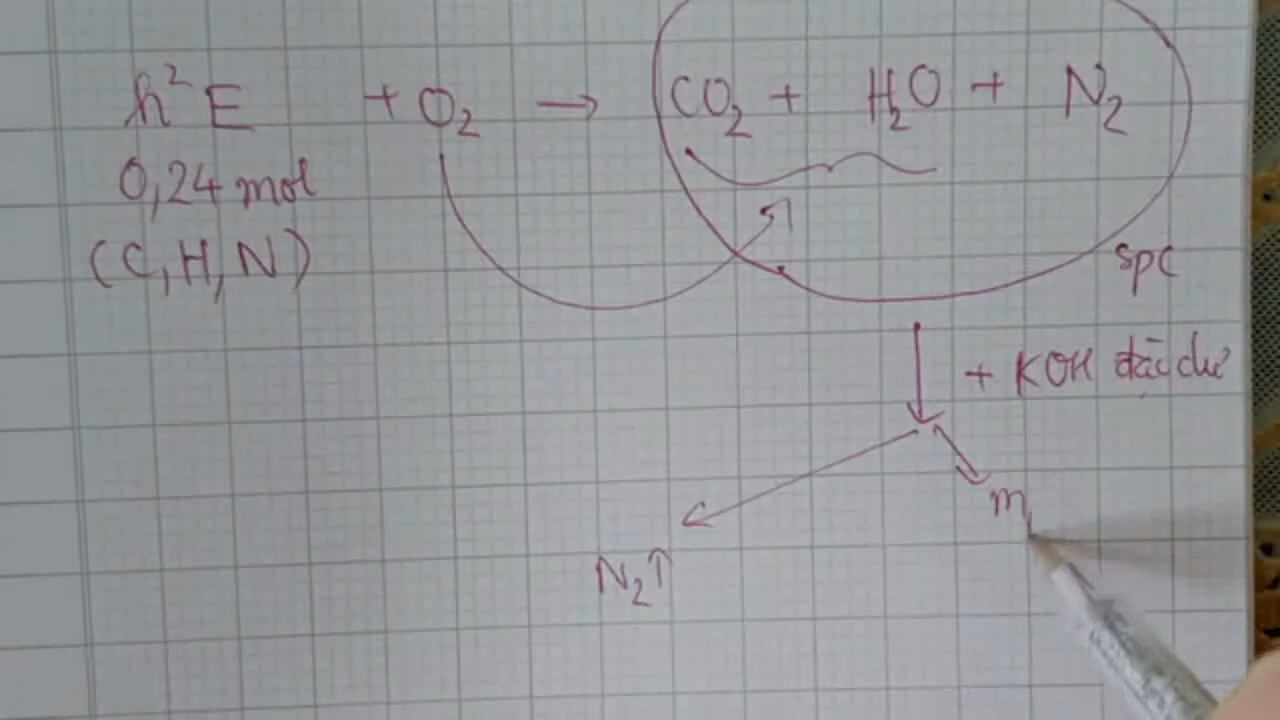 h² E + O₂ → CO₂ + H₂O + N₂
0,24 mol
(C, H, N)
spc
+ KOH đặc dư
m
N₂↑